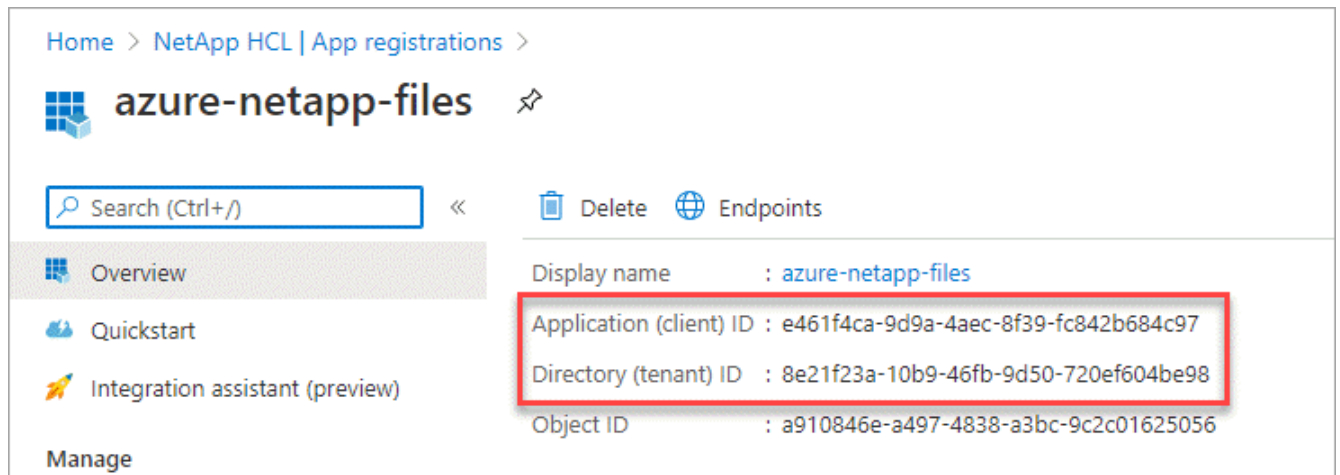 Home > NetApp HCL | App registrations >
azure-netapp-files
Search (Ctrl+/)
«
Delete
Endpoints
Overview
Quickstart
Integration assistant (preview)
Manage
Display name : azure-netapp-files
Application (client) ID : e461f4ca-9d9a-4aec-8f39-fc842b684c97
Directory (tenant) ID : 8e21f23a-10b9-46fb-9d50-720ef604be98
Object ID : a910846e-a497-4838-a3bc-9c2c01625056